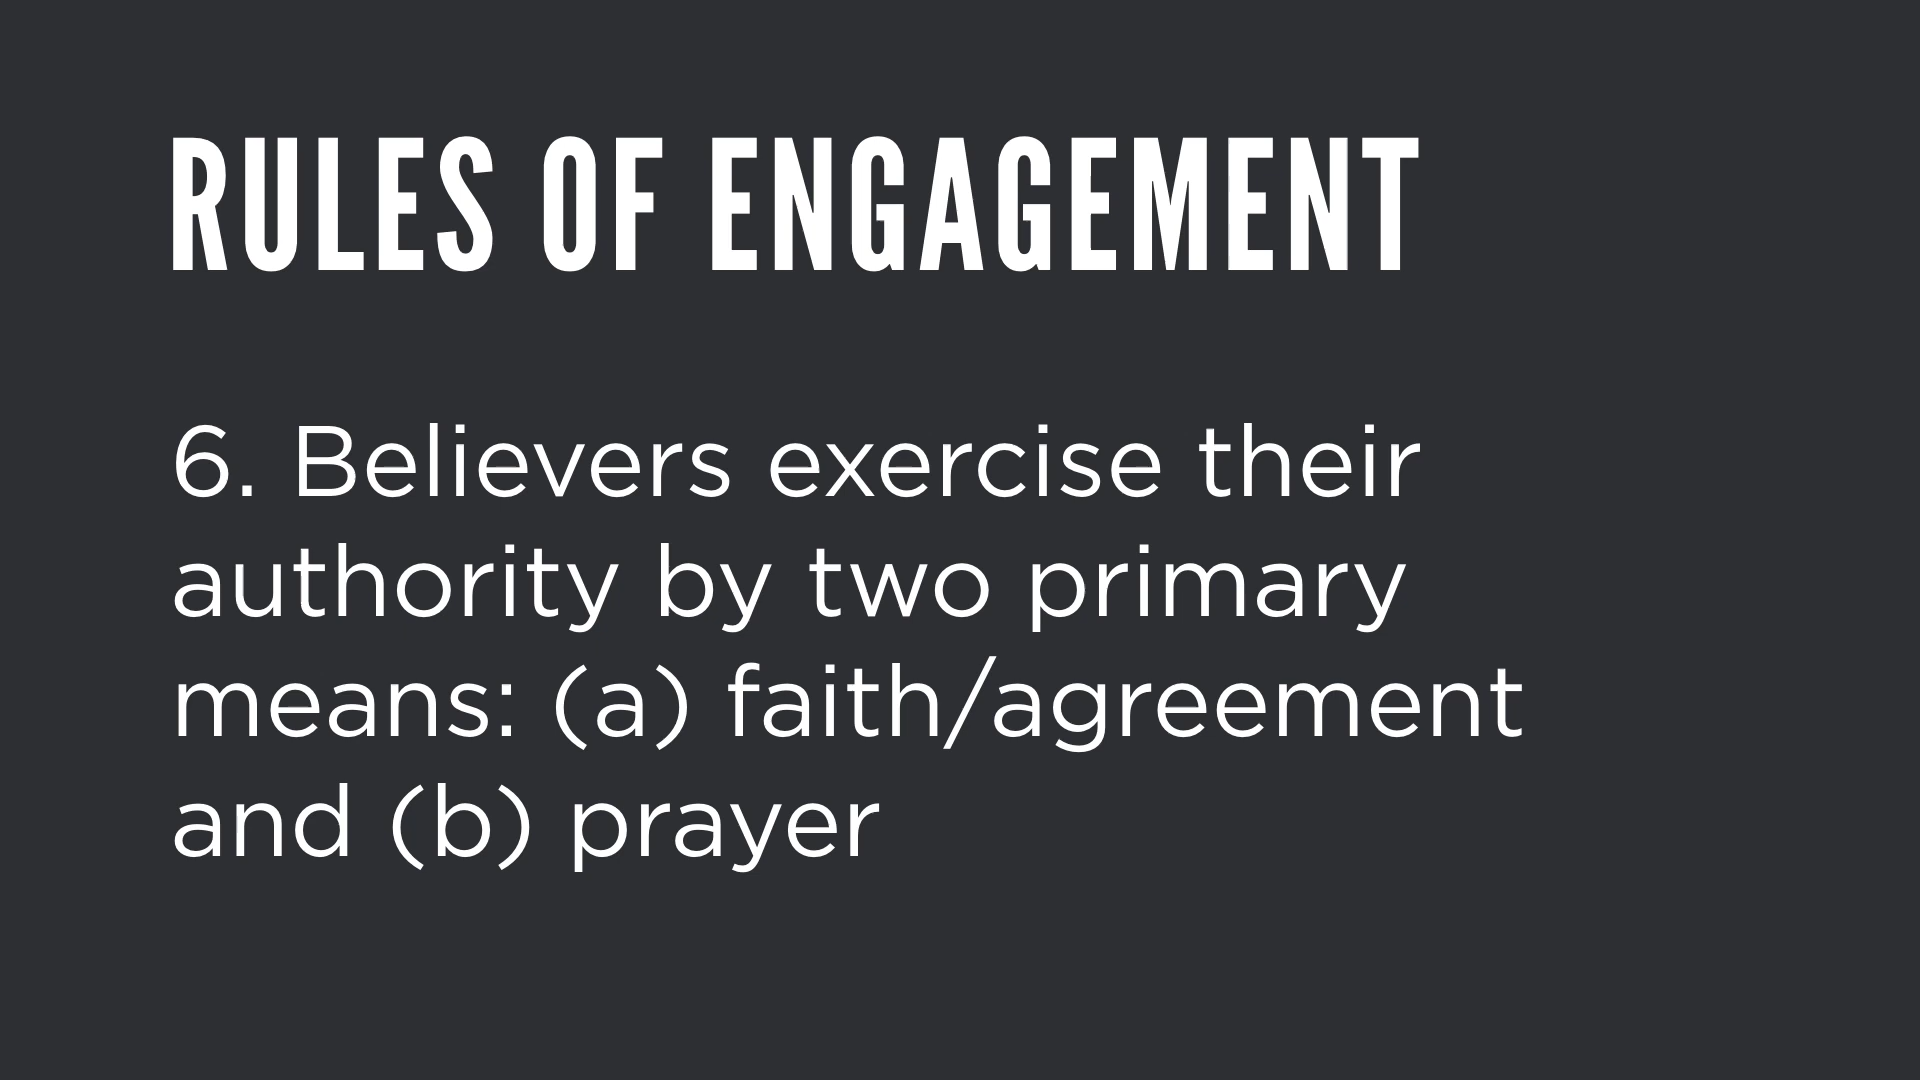 RULES OF ENGAGEMENT
6. Believers exercise their
authority by two primary
means: (a) faith/agreement
and (b) prayer